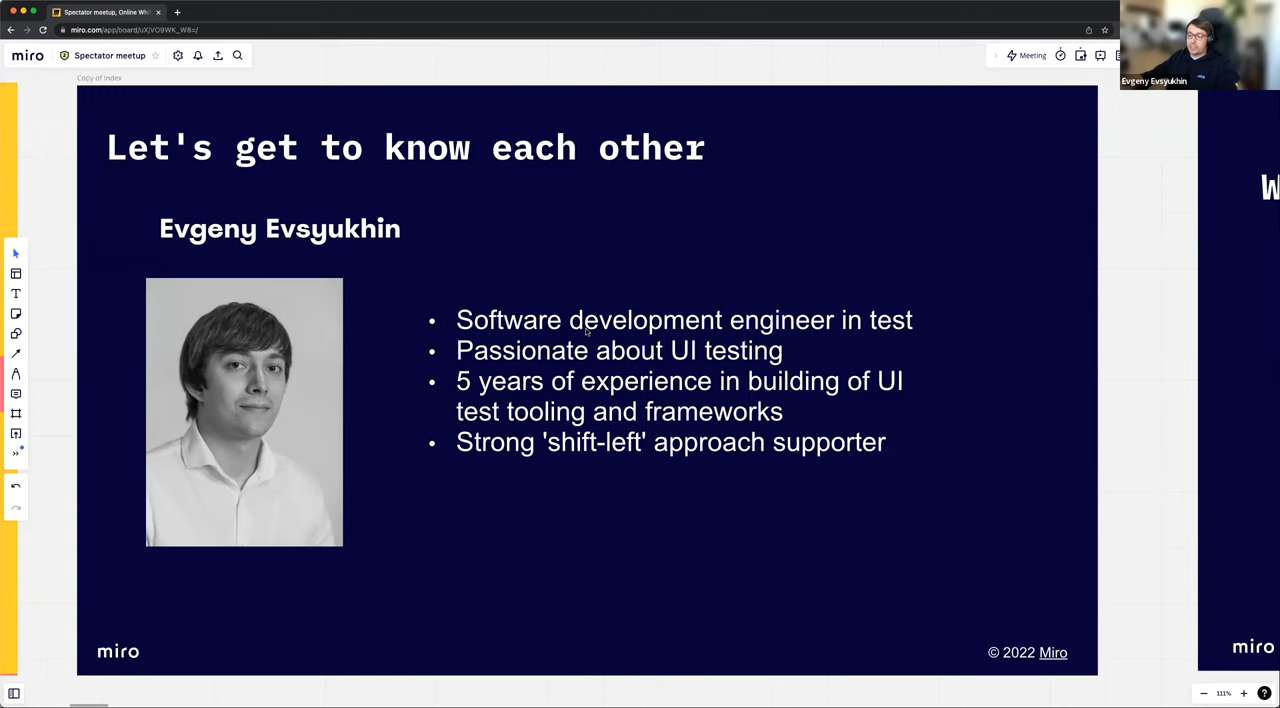 Spectator meetup, Online Whi
miro.com/app/board/uXjVO9WK_W8=/
miro
Spectator meetup
Meeting
Evgeny Evsyukhin
Copy of Index
Let's get to know each other
Evgeny Evsyukhin
• Software development engineer in test
• Passionate about UI testing
• 5 years of experience in building of UI
test tooling and frameworks
• Strong 'shift-left' approach supporter
miro
© 2022 Miro
W
miro
111%